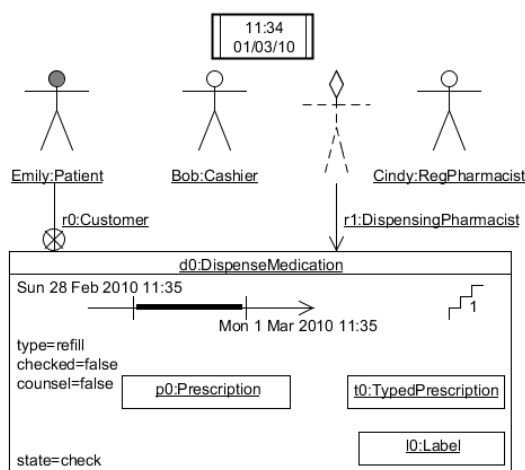 11:34
01/03/10
Emily:Patient
Bob:Cashier
Cindy:RegPharmacist
r0:Customer
r1:DispensingPharmacist
d0:DispenseMedication
Sun 28 Feb 2010 11:35
1
Mon 1 Mar 2010 11:35
type=refill
checked=false
counsel=false
p0:Prescription
t0:TypedPrescription
l0:Label
state=check